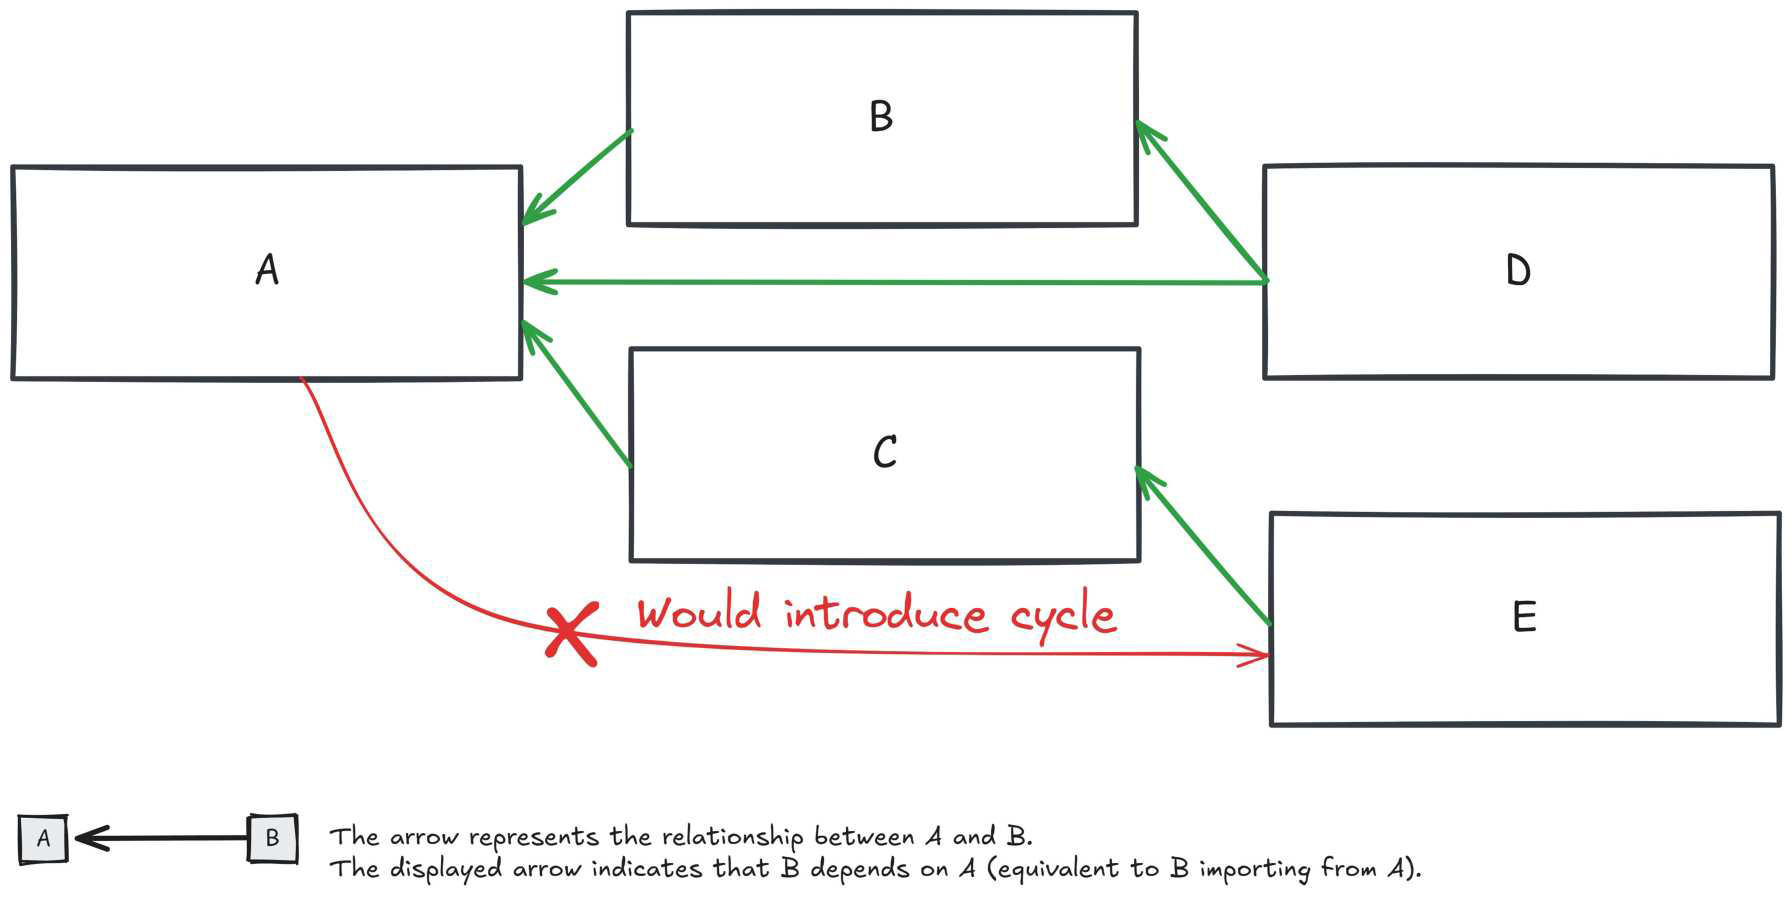 B
A
D
C
Would introduce cycle
E
A
B
The arrow represents the relationship between A and B.
The displayed arrow indicates that B depends on A (equivalent to B importing from A).